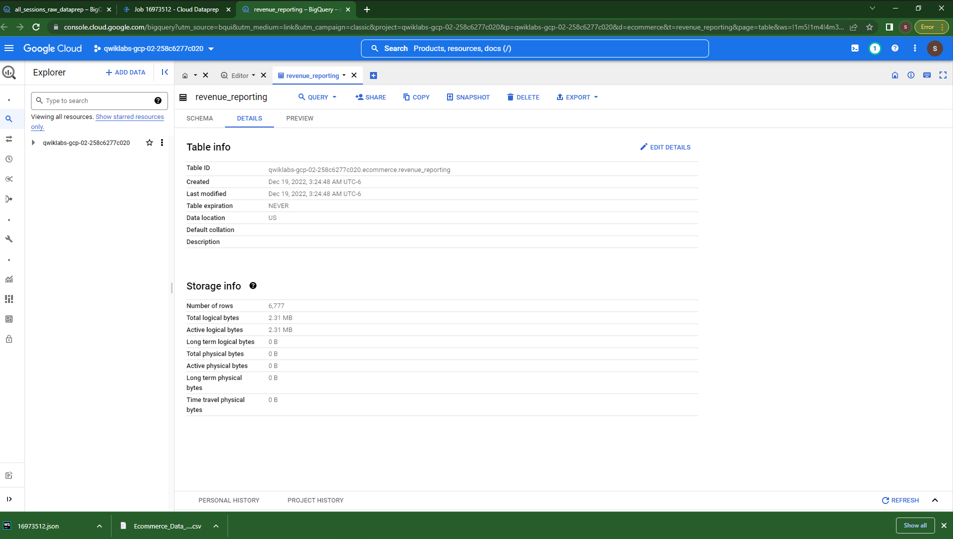 all_sessions_raw_dataprep – BigQ
Job 16973512 - Cloud Dataprep
revenue_reporting – BigQuery –
console.cloud.google.com/bigquery?utm_source=bqui&utm_medium=link&utm_campaign=classic&project=qwiklabs-gcp-02-258c6277c020&p=qwiklabs-gcp-02-258c6277c020&d=ecommerce&t=revenue_reporting&page=table&ws=!1m5!1m4!4m3...
Error
Google Cloud
qwiklabs-gcp-02-258c6277c020
Search Products, resources, docs (/)
1
S
Explorer
+ ADD DATA
Editor
revenue_reporting
Type to search
Viewing all resources. Show starred resources
only.
qwiklabs-gcp-02-258c6277c020
revenue_reporting
QUERY
SHARE
COPY
SNAPSHOT
DELETE
EXPORT
SCHEMA
DETAILS
PREVIEW
Table info
EDIT DETAILS
Table ID qwiklabs-gcp-02-258c6277c020.ecommerce.revenue_reporting
Created Dec 19, 2022, 3:24:48 AM UTC-6
Last modified Dec 19, 2022, 3:24:48 AM UTC-6
Table expiration NEVER
Data location US
Default collation
Description
Storage info
Number of rows 6,777
Total logical bytes 2.31 MB
Active logical bytes 2.31 MB
Long term logical bytes 0 B
Total physical bytes 0 B
Active physical bytes 0 B
Long term physical 0 B
bytes
Time travel physical 0 B
bytes
PERSONAL HISTORY
PROJECT HISTORY
REFRESH
16973512.json
Ecommerce_Data_....csv
Show all